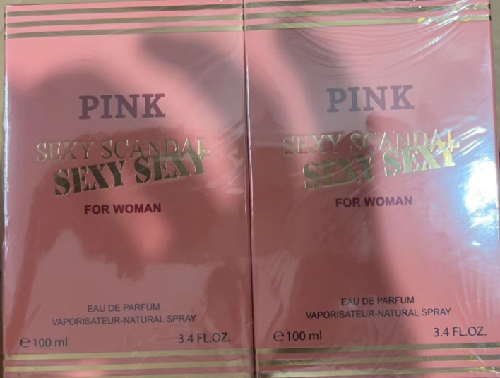 PINK
SEXY SCANDAL
SEXY SEXY
FOR WOMAN
EAU DE PARFUM
VAPORISATEUR-NATURAL SPRAY
℮ 100 ml 3.4 FL.OZ.
PINK
SEXY SCANDAL
SEXY SEXY
FOR WOMAN
EAU DE PARFUM
VAPORISATEUR-NATURAL SPRAY
℮ 100 ml 3.4 FL.OZ.